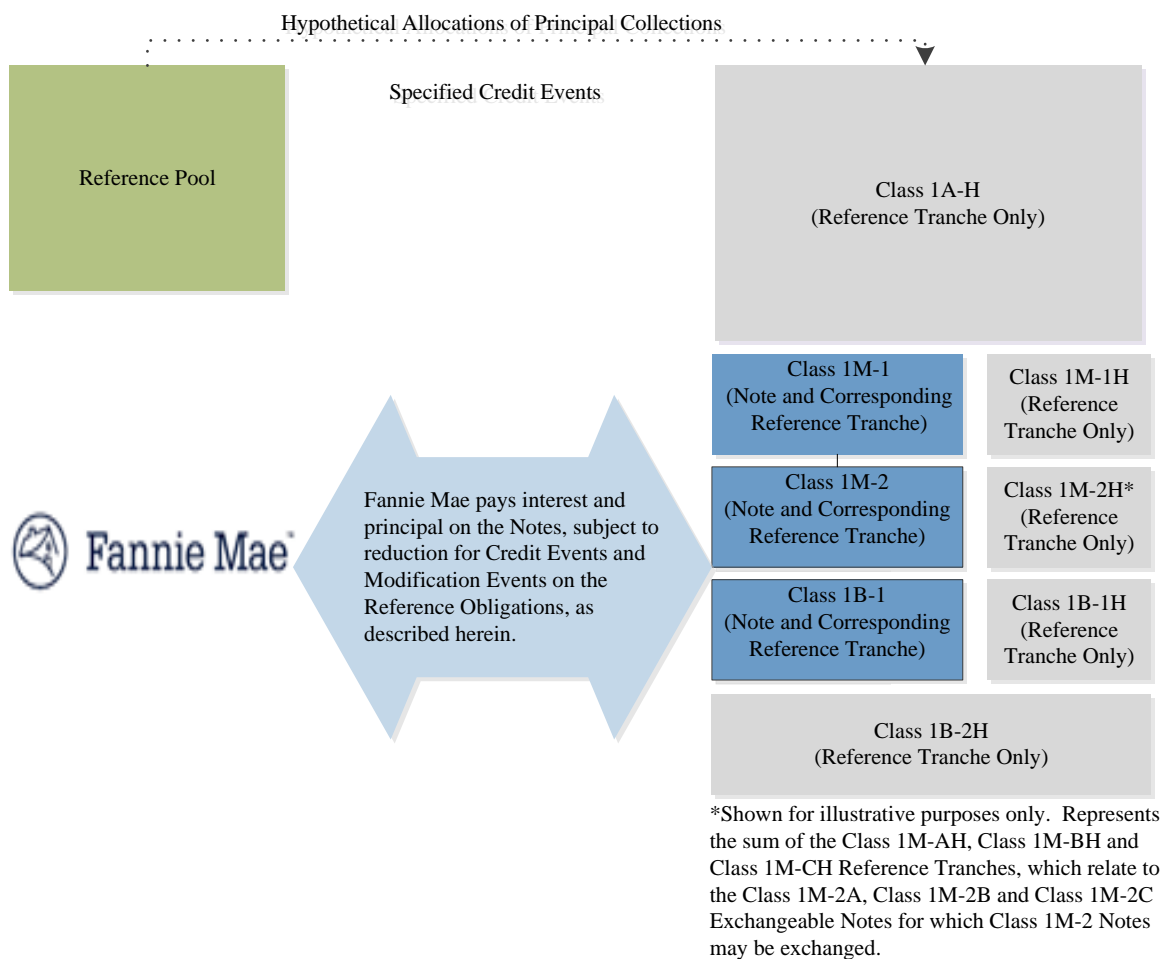 Hypothetical Allocations of Principal Collections
Specified Credit Events
Reference Pool
Class 1A-H
(Reference Tranche Only)
Class 1M-1
(Note and Corresponding
Reference Tranche)
Class 1M-1H
(Reference
Tranche Only)
Class 1M-2
(Note and Corresponding
Reference Tranche)
Class 1M-2H*
(Reference
Tranche Only)
Fannie Mae™
Fannie Mae pays interest and
principal on the Notes, subject to
reduction for Credit Events and
Modification Events on the
Reference Obligations, as
described herein.
Class 1B-1
(Note and Corresponding
Reference Tranche)
Class 1B-1H
(Reference
Tranche Only)
Class 1B-2H
(Reference Tranche Only)
*Shown for illustrative purposes only.  Represents
the sum of the Class 1M-AH, Class 1M-BH and
Class 1M-CH Reference Tranches, which relate to
the Class 1M-2A, Class 1M-2B and Class 1M-2C
Exchangeable Notes for which Class 1M-2 Notes
may be exchanged.